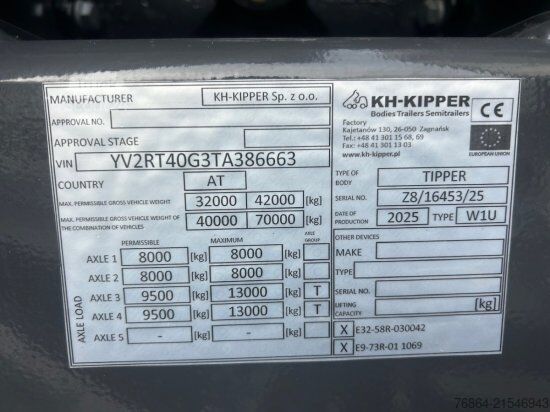 MANUFACTURER KH-KIPPER Sp. z o.o.
APPROVAL NO.
APPROVAL STAGE
VIN YV2RT40G3TA386663
COUNTRY AT
MAX. PERMISSIBLE GROSS VEHICLE WEIGHT 32000 42000 [kg]
MAX. PERMISSIBLE GROSS VEHICLE WEIGHT OF THE COMBINATION OF VEHICLES 40000 70000 [kg]
PERMISSIBLE MAXIMUM AXLE GROUP
AXLE LOAD
AXLE 1 8000 [kg] 8000 [kg]
AXLE 2 8000 [kg] 8000 [kg]
AXLE 3 9500 [kg] 13000 [kg] T
AXLE 4 9500 [kg] 13000 [kg] T
AXLE 5 - [kg] - [kg]
KH-KIPPER
Bodies Trailers Semitrailers
Factory
Kajetanów 130, 26-050 Zagnańsk
Tel. +48 41 301 15 68, 69
Fax +48 41 301 13 03
www.kh-kipper.pl
CE
EUROPEAN UNION
TYPE OF BODY TIPPER
SERIAL NO. Z8/16453/25
DATE OF PRODUCTION 2025 TYPE W1U
OTHER DEVICES
MAKE
TYPE
SERIAL NO.
LIFTING CAPACITY [kg]
X E32-58R-030042
X E9-73R-01 1069
76864-21546943